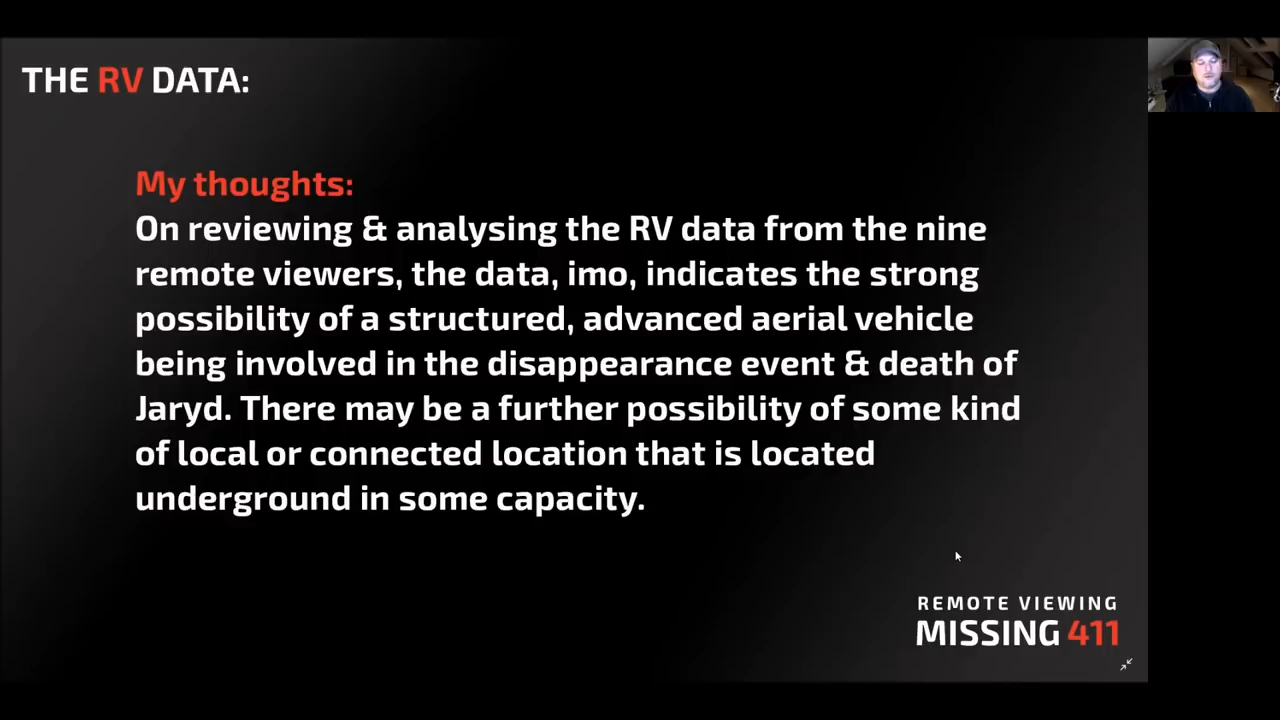 THE RV DATA:
My thoughts:
On reviewing & analysing the RV data from the nine
remote viewers, the data, imo, indicates the strong
possibility of a structured, advanced aerial vehicle
being involved in the disappearance event & death of
Jaryd. There may be a further possibility of some kind
of local or connected location that is located
underground in some capacity.
REMOTE VIEWING
MISSING 411